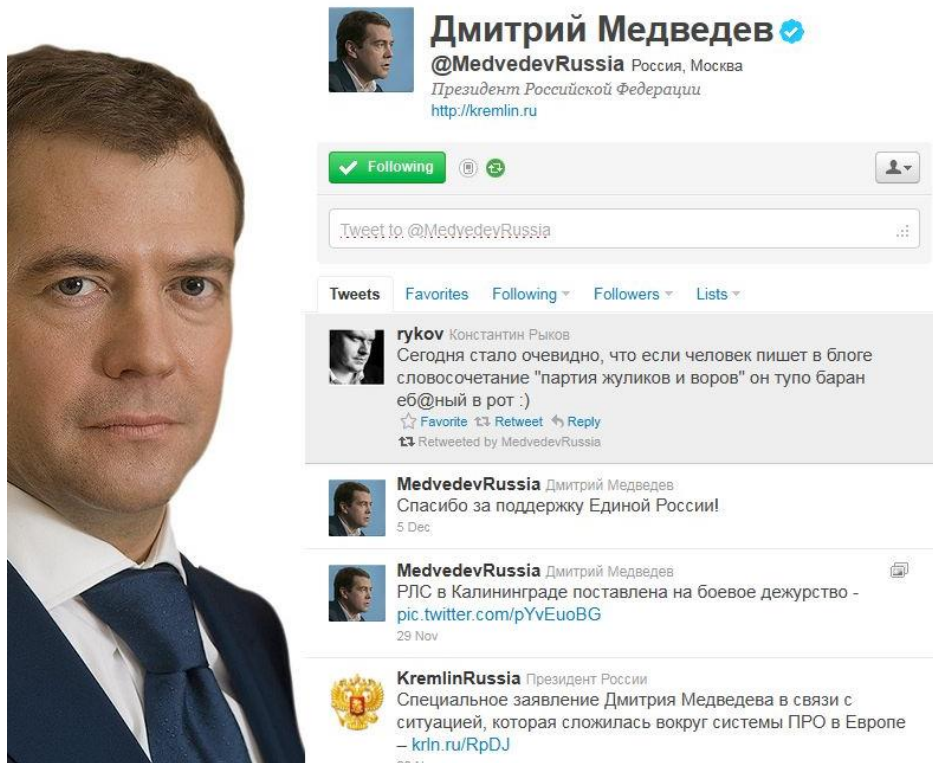 Дмитрий Медведев
@MedvedevRussia Россия, Москва
Президент Российской Федерации
http://kremlin.ru
Following
Tweet to @MedvedevRussia
Tweets Favorites Following Followers Lists
rykov Константин Рыков
Сегодня стало очевидно, что если человек пишет в блоге
словосочетание "партия жуликов и воров" он тупо баран
еб@ный в рот :)
Favorite Retweet Reply
Retweeted by MedvedevRussia
MedvedevRussia Дмитрий Медведев
Спасибо за поддержку Единой России!
5 Dec
MedvedevRussia Дмитрий Медведев
РЛС в Калининграде поставлена на боевое дежурство -
pic.twitter.com/pYvEuoBG
29 Nov
KremlinRussia Президент России
Специальное заявление Дмитрия Медведева в связи с
ситуацией, которая сложилась вокруг системы ПРО в Европе
– krln.ru/RpDJ